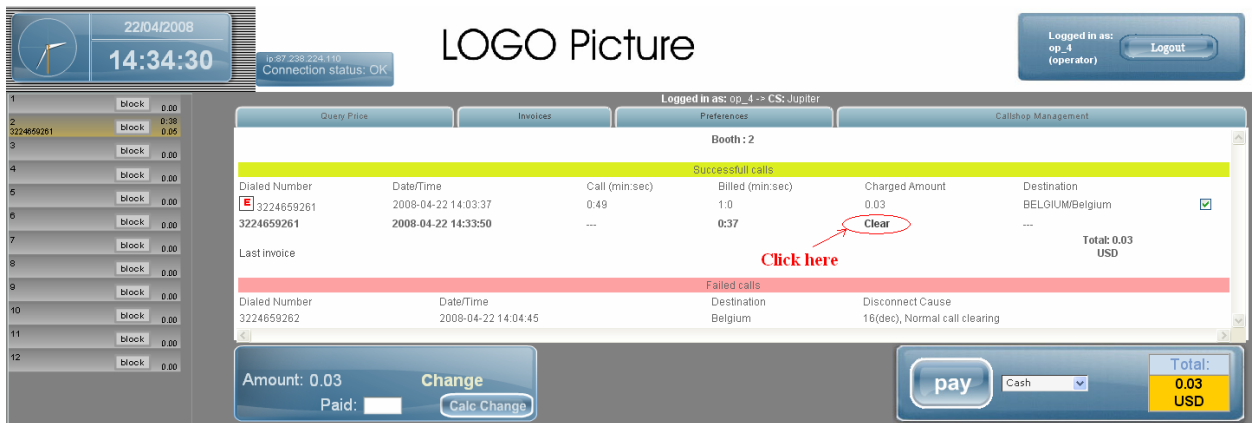 22/04/2008
14:34:30
ip:87.238.224.110
Connection status: OK
LOGO Picture
Logged in as:
op_4
(operator)
Logout
Logged in as: op_4 -> CS: Jupiter
Query Price Invoices Preferences Callshop Management
1 block 0.00
2 block 0:38
3224659261 0.05
3 block 0.00
4 block 0.00
5 block 0.00
6 block 0.00
7 block 0.00
8 block 0.00
9 block 0.00
10 block 0.00
11 block 0.00
12 block 0.00
Booth : 2
Successfull calls
Dialed Number Date/Time Call (min:sec) Billed (min:sec) Charged Amount Destination
E 3224659261 2008-04-22 14:03:37 0:49 1:0 0.03 BELGIUM/Belgium
3224659261 2008-04-22 14:33:50 --- 0:37 Clear ---
Last invoice Total: 0.03
USD
Click here
Failed calls
Dialed Number Date/Time Destination Disconnect Cause
3224659262 2008-04-22 14:04:45 Belgium 16(dec), Normal call clearing
Amount: 0.03 Change
Paid: Calc Change
pay Cash
Total:
0.03
USD